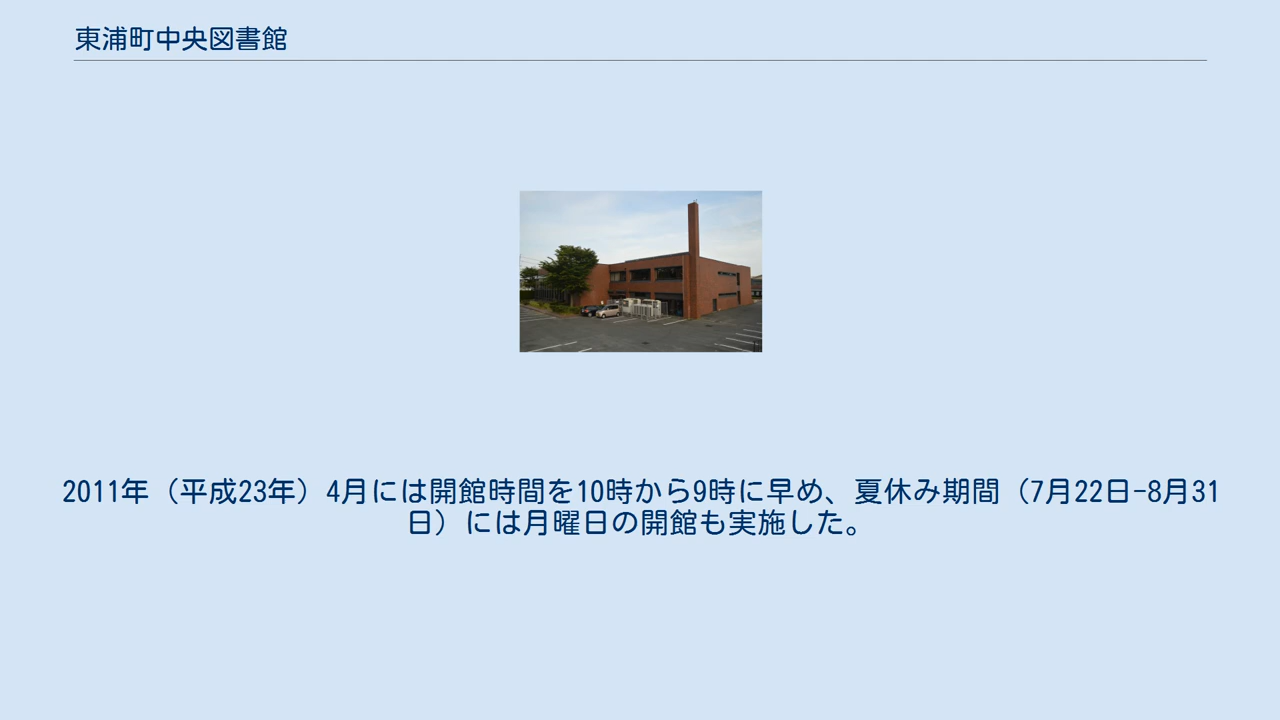 東浦町中央図書館
2011年（平成23年）4月には開館時間を10時から9時に早め、夏休み期間（7月22日-8月31
日）には月曜日の開館も実施した。